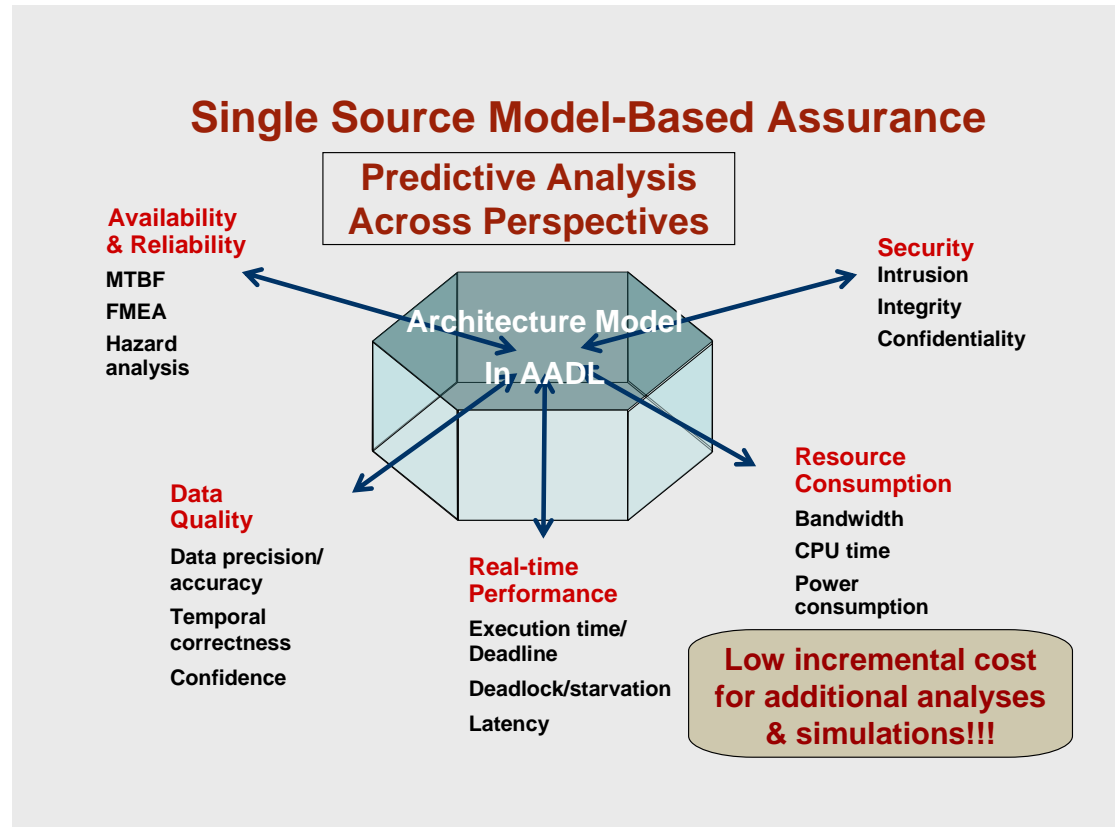 Single Source Model-Based Assurance
Predictive Analysis
Across Perspectives
Availability
& Reliability
MTBF
FMEA
Hazard
analysis
Architecture Model
In AADL
Security
Intrusion
Integrity
Confidentiality
Data
Quality
Data precision/
accuracy
Temporal
correctness
Confidence
Real-time
Performance
Execution time/
Deadline
Deadlock/starvation
Latency
Resource
Consumption
Bandwidth
CPU time
Power
consumption
Low incremental cost
for additional analyses
& simulations!!!